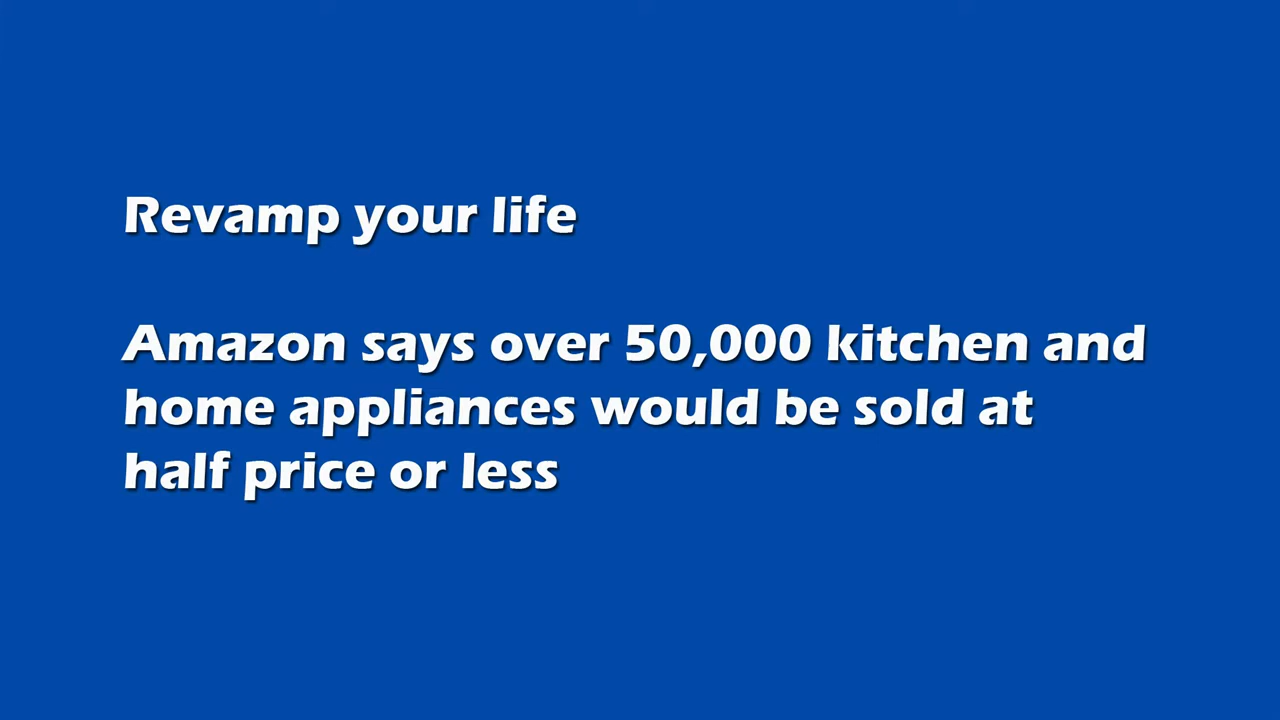 Revamp your life
Amazon says over 50,000 kitchen and
home appliances would be sold at
half price or less